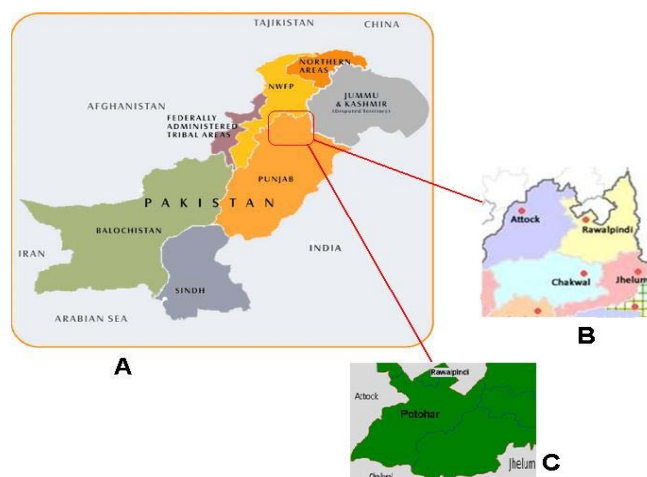 TAJIKISTAN
CHINA
NORTHERN
AREAS
NWFP
JUMMU
& KASHMIR
(Disputed Territory)
AFGHANISTAN
FEDERALLY
ADMINISTERED
TRIBAL AREAS
PUNJAB
PAKISTAN
BALOCHISTAN
IRAN
INDIA
SINDH
ARABIAN SEA
A
Attock
Rawalpindi
Chakwal
Jhelum
B
Rawalpinci
Attock
Potohar
Jhelum
C